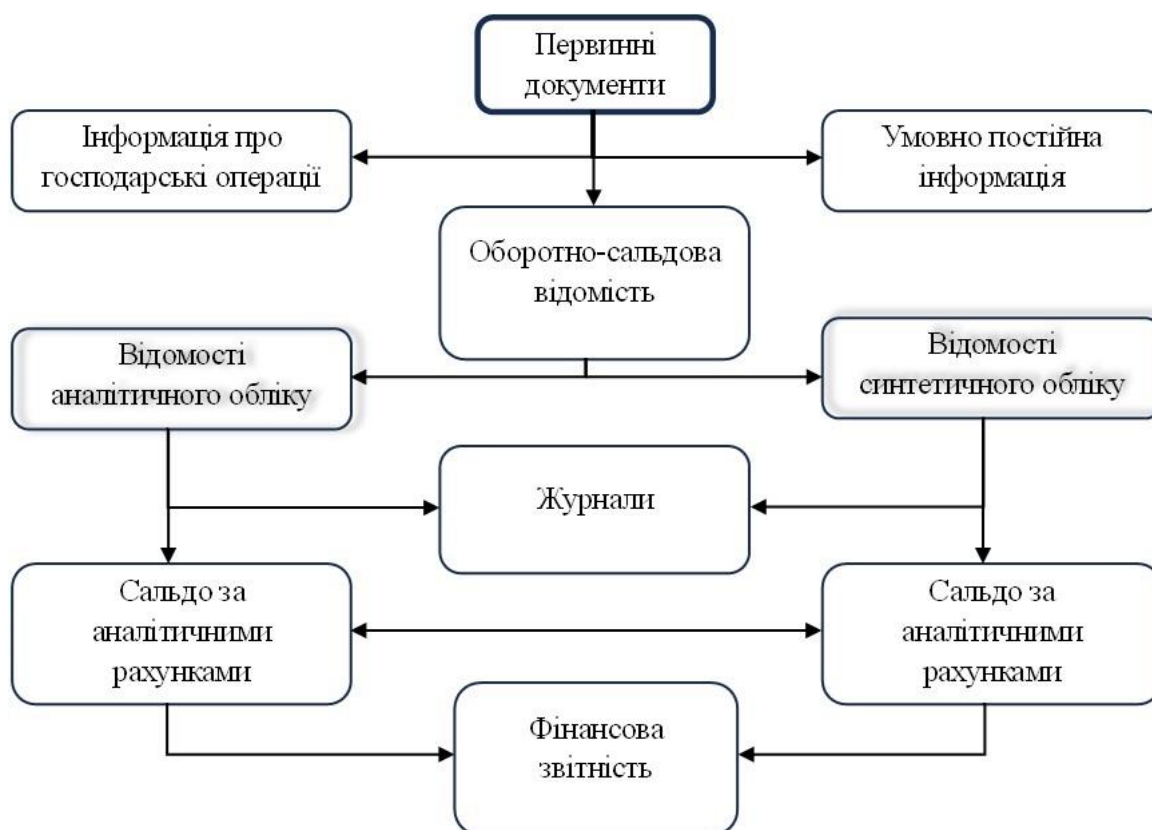 Первинні
документи
Інформація про
господарські операції
Умовно постійна
інформація
Оборотно-сальдова
відомість
Відомості
аналітичного обліку
Відомості
синтетичного обліку
Журнали
Сальдо за
аналітичними
рахунками
Сальдо за
аналітичними
рахунками
Фінансова
звітність